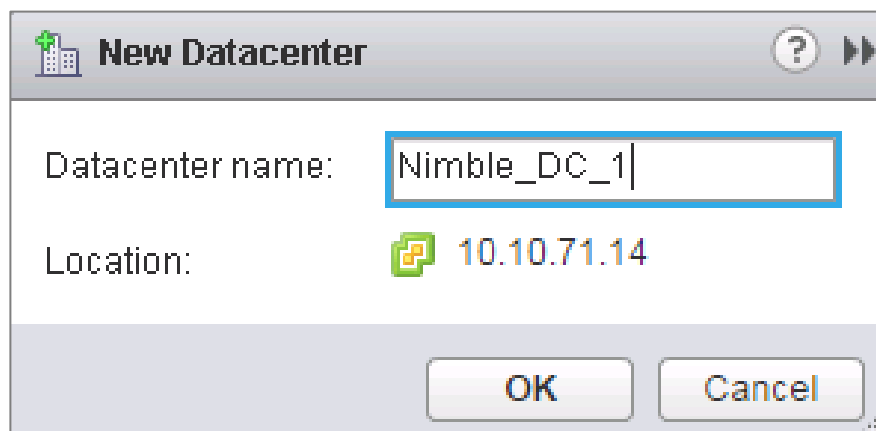 New Datacenter ?
Datacenter name: Nimble_DC_1
Location: 10.10.71.14
OK Cancel